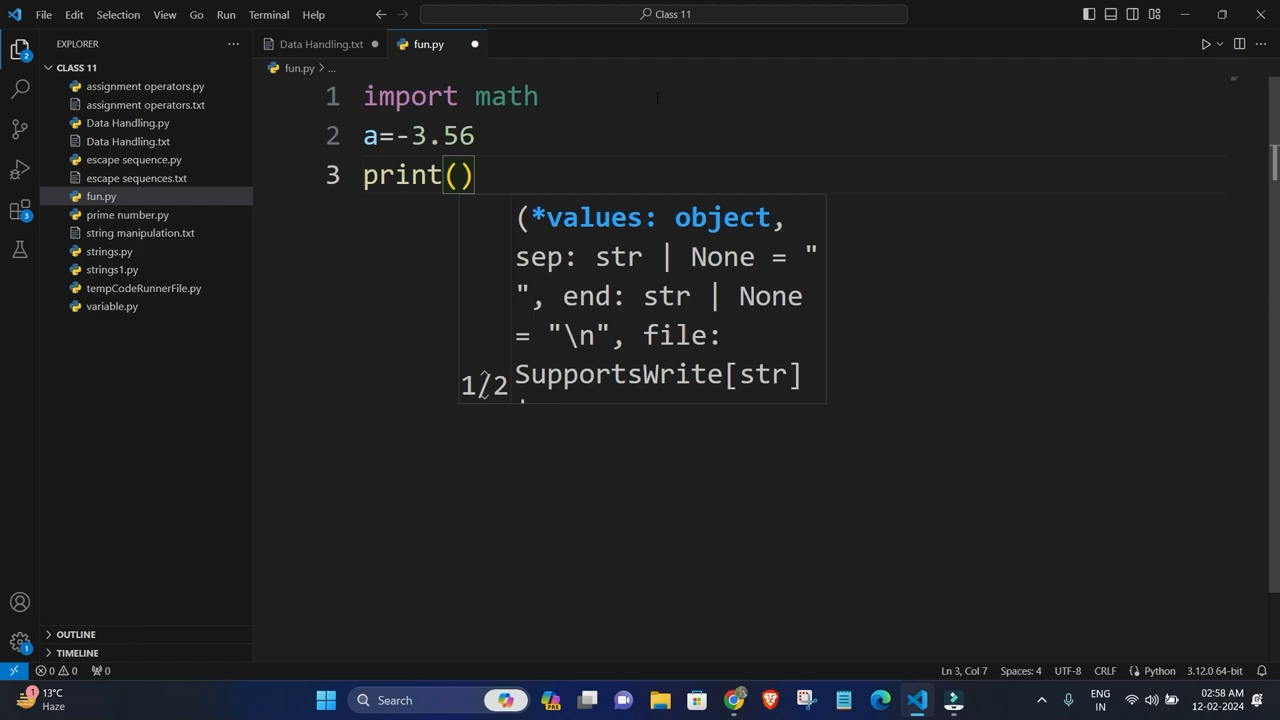 File Edit Selection View Go Run Terminal Help
Class 11
EXPLORER
CLASS 11
assignment operators.py
assignment operators.txt
Data Handling.py
Data Handling.txt
escape sequence.py
escape sequences.txt
fun.py
prime number.py
string manipulation.txt
strings.py
strings1.py
tempCodeRunnerFile.py
variable.py
OUTLINE
TIMELINE
2
3
1
Data Handling.txt
fun.py
fun.py > ...
1 import math
2 a=-3.56
3 print()
(*values: object,
sep: str | None = "
", end: str | None
= "\n", file:
SupportsWrite[str]
1/2
0 0 0
Ln 3, Col 7 Spaces: 4 UTF-8 CRLF Python 3.12.0 64-bit
1
13°C
Haze
Search
PRE
ENG
IN
02:58 AM
12-02-2024